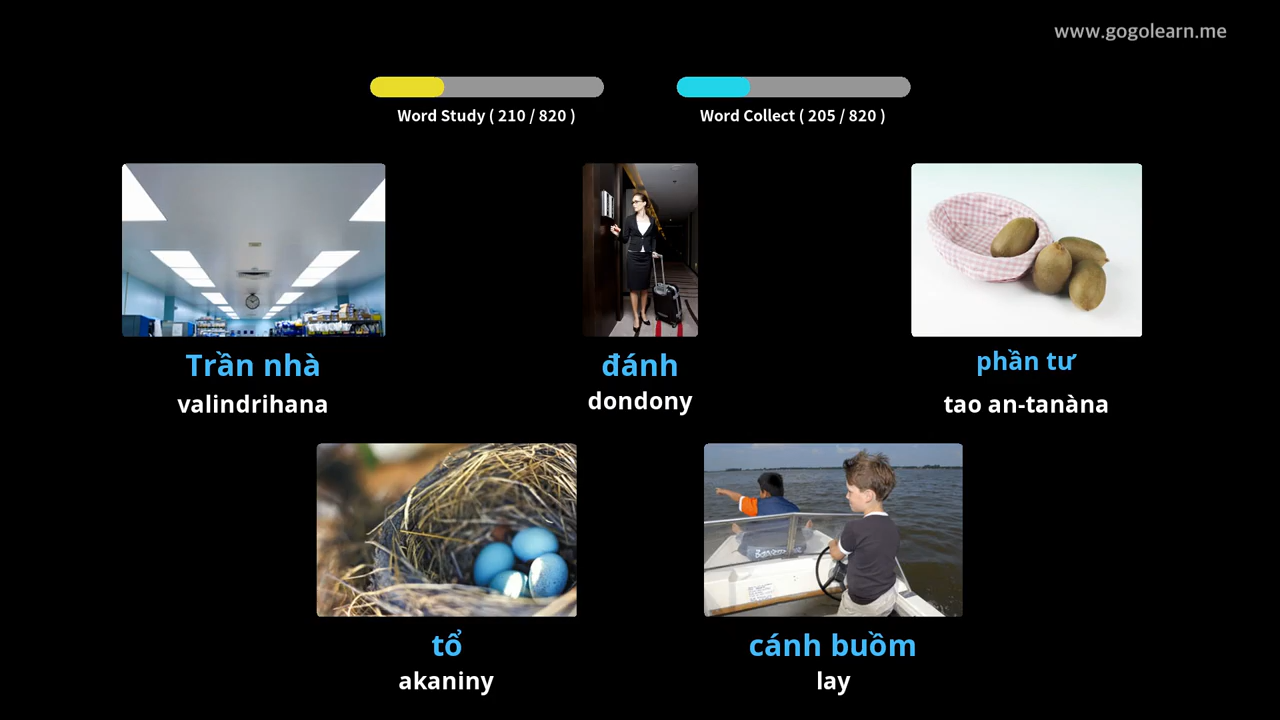 www.gogolearn.me
Word Study ( 210 / 820 )
Word Collect ( 205 / 820 )
Trần nhà
valindrihana
đánh
dondony
phần tư
tao an-tanàna
tổ
akaniny
cánh buồm
lay